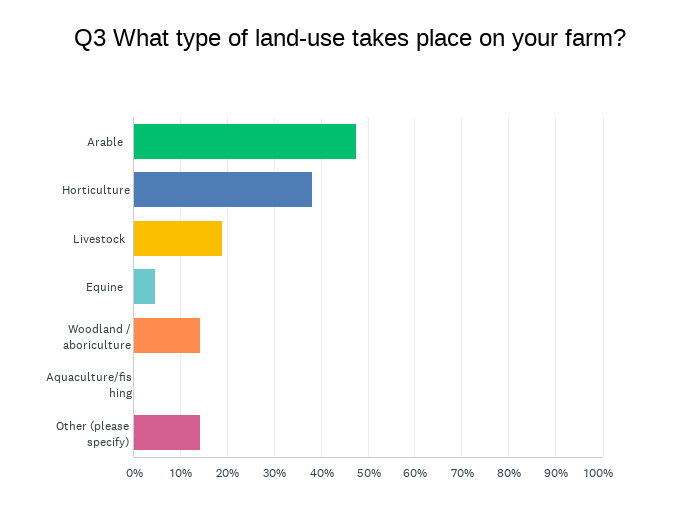 Q3 What type of land-use takes place on your farm?
Arable
Horticulture
Livestock
Equine
Woodland /
aboriculture
Aquaculture/fis
hing
Other (please
specify)
0% 10% 20% 30% 40% 50% 60% 70% 80% 90% 100%